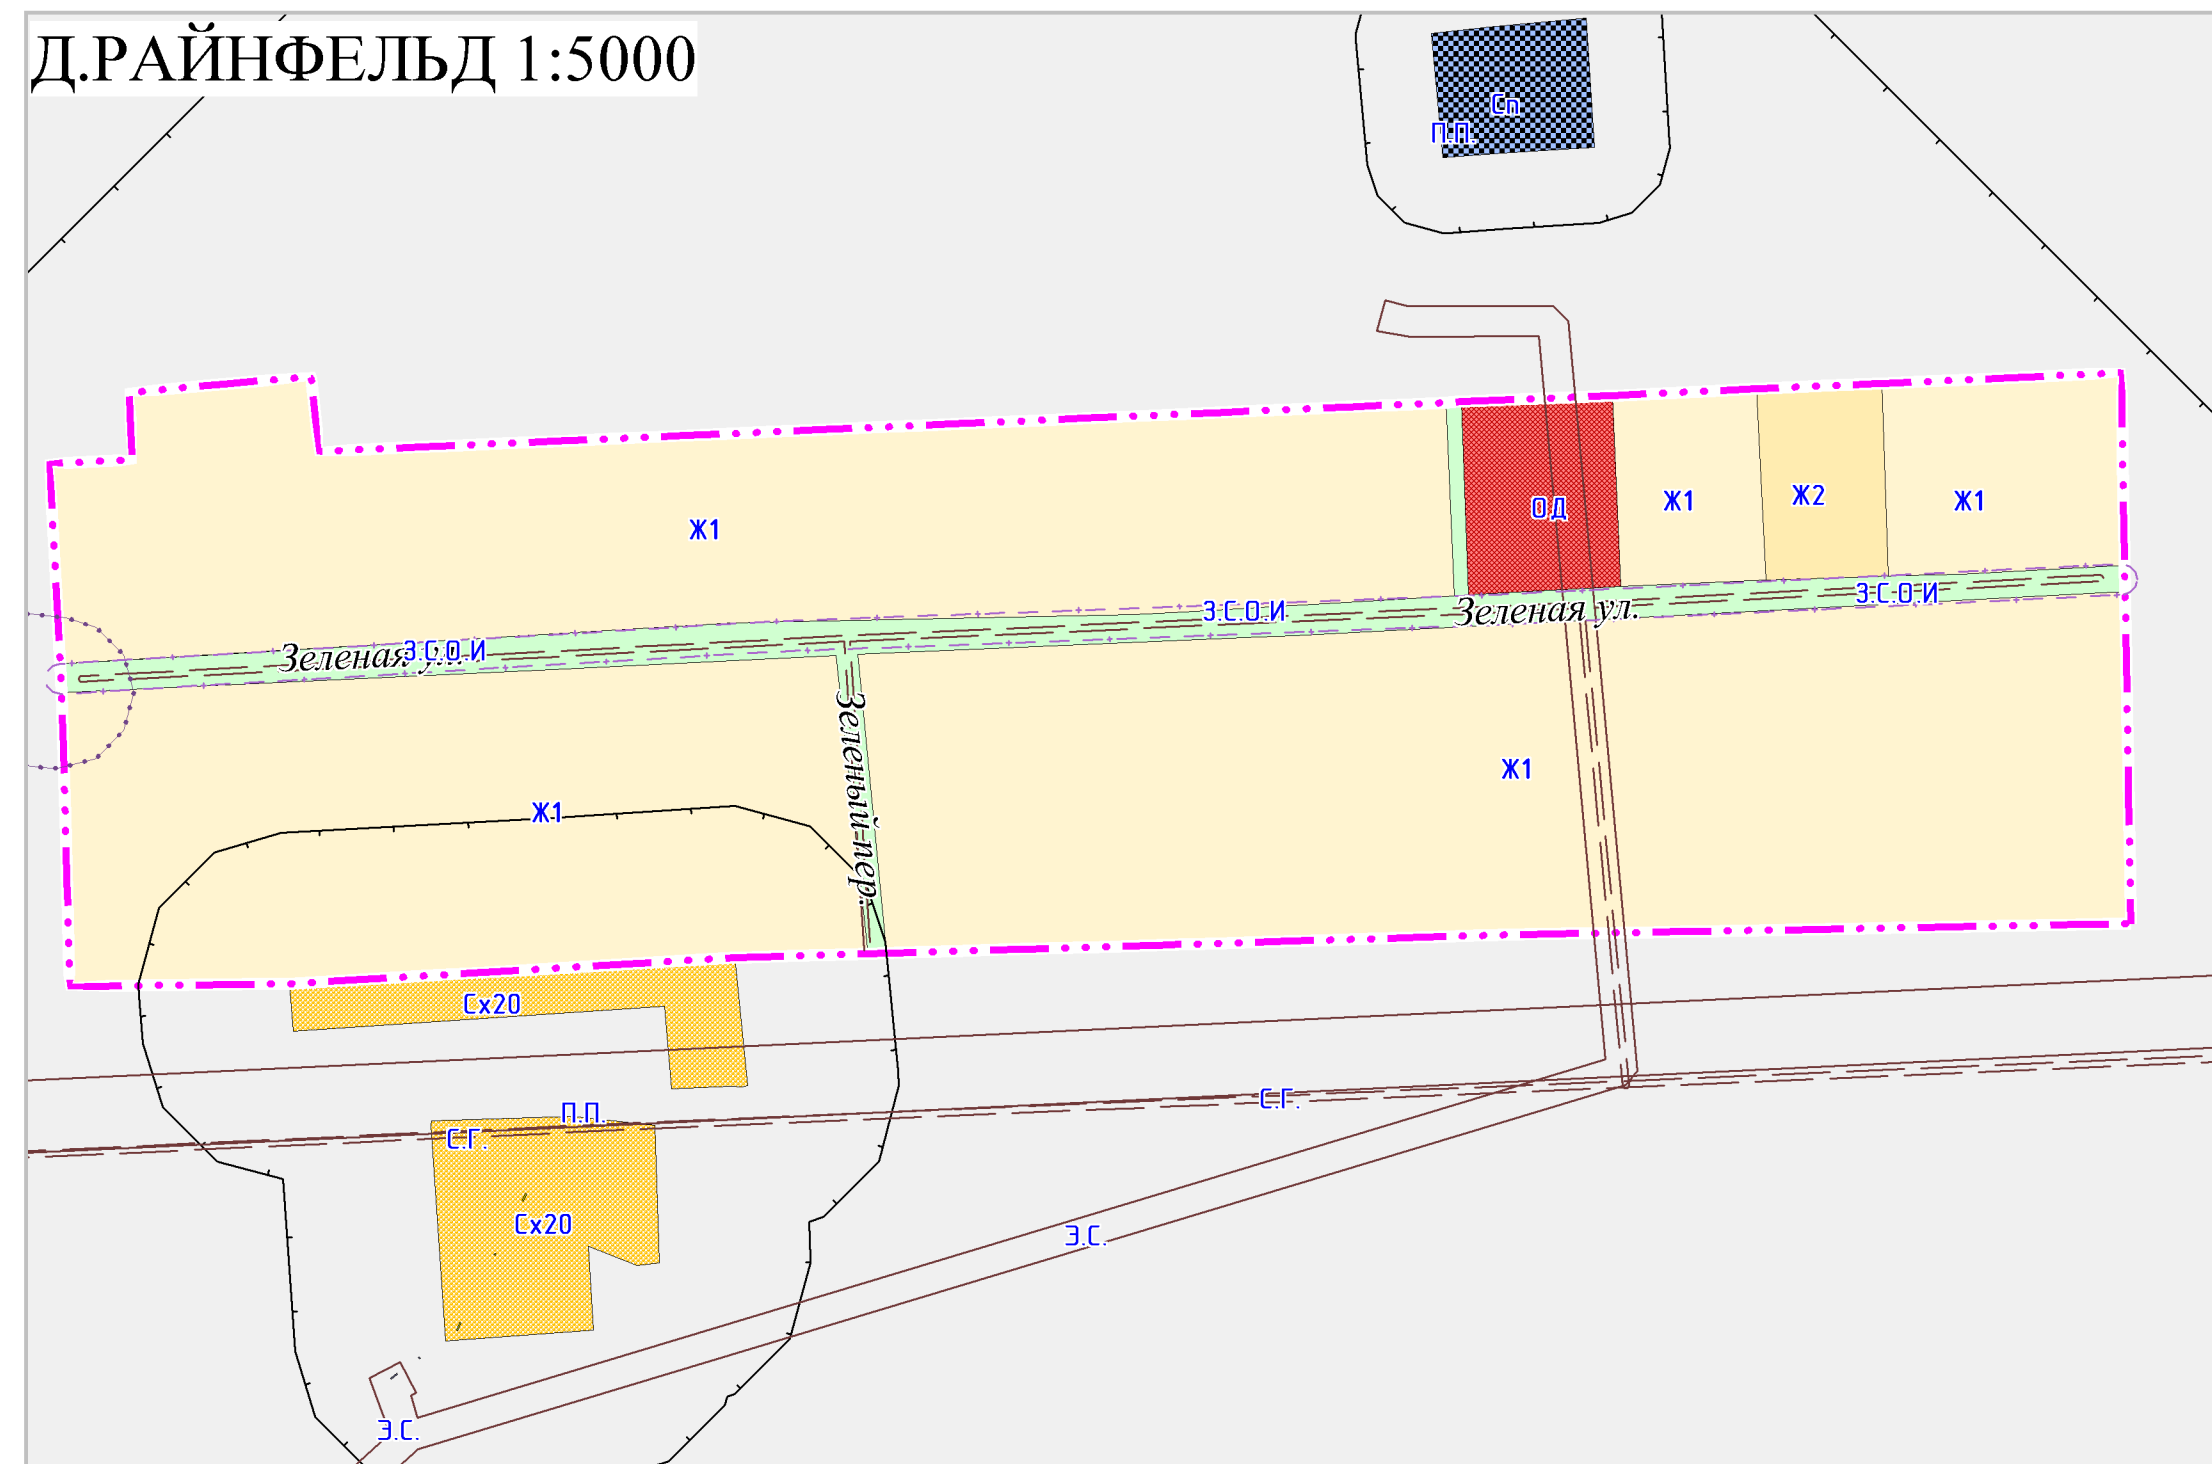 Д.РАЙНФЕЛЬД 1:5000
Сп
П.П.
Ж1
ОД
Ж1
Ж2
Ж1
Зеленая ул.
З.С.О.И
З.С.О.И
Зеленая ул.
З.С.О.И
Зеленый пер.
Ж1
Ж1
Сх20
П.П.
С.Г.
С.Г.
Сх20
Э.С.
Э.С.